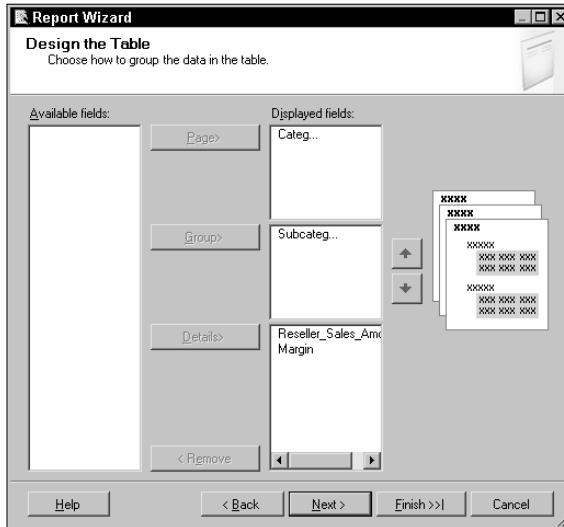 Report Wizard
Design the Table
Choose how to group the data in the table.
Available fields:
Displayed fields:
Page>
Categ...
Group>
Subcateg...
Details>
Reseller_Sales_Amo
Margin
< Remove
xxxx
xxxx
xxxx
xxxxx
xxx xxx xxx
xxx xxx xxx
xxxxx
xxx xxx xxx
xxx xxx xxx
Help
< Back
Next >
Finish >>|
Cancel